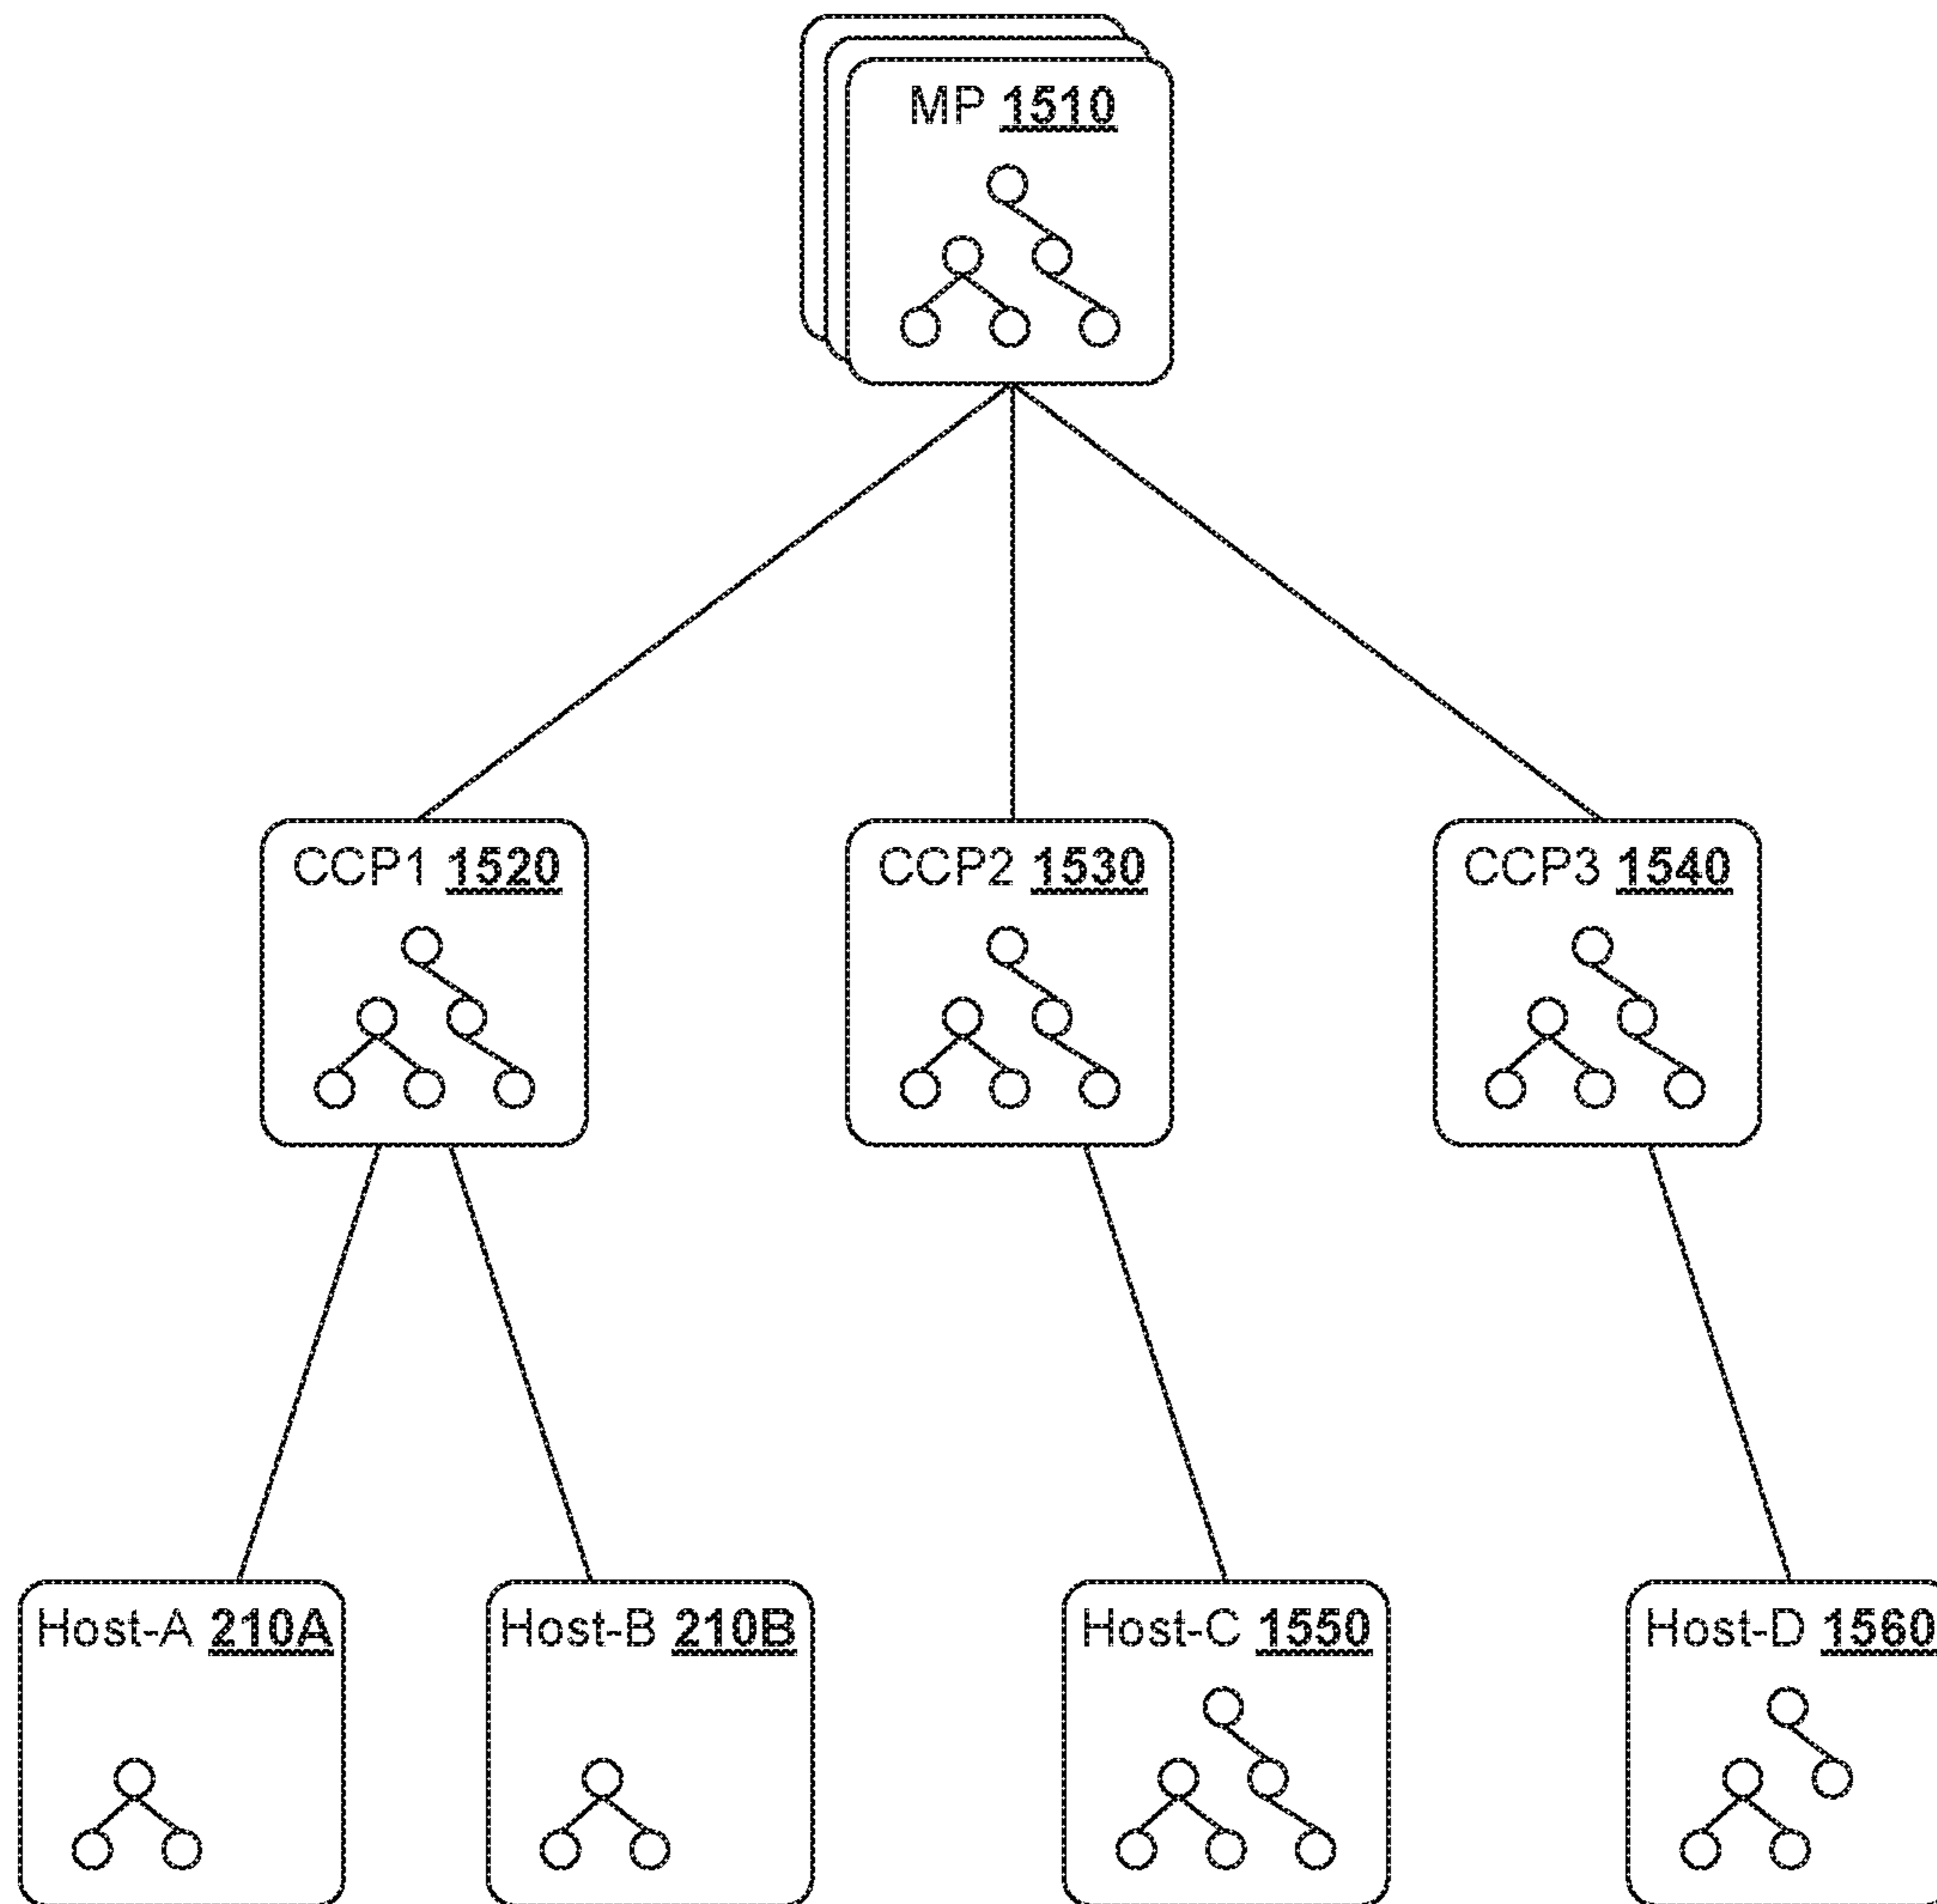 MP 1510
CCP1 1520
CCP2 1530
CCP3 1540
Host-A 210A
Host-B 210B
Host-C 1550
Host-D 1560